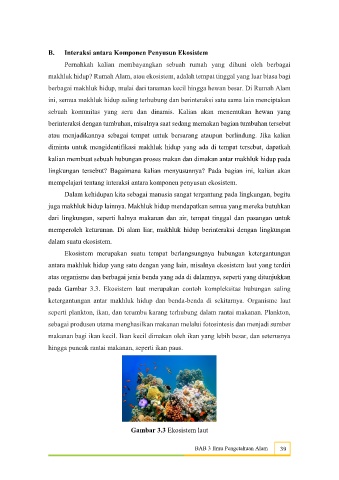 B. Interaksi antara Komponen Penyusun Ekosistem
Pernahkah kalian membayangkan sebuah rumah yang dihuni oleh berbagai
makhluk hidup? Rumah Alam, atau ekosistem, adalah tempat tinggal yang luar biasa bagi
berbagai makhluk hidup, mulai dari tanaman kecil hingga hewan besar. Di Rumah Alam
ini, semua makhluk hidup saling terhubung dan berinteraksi satu sama lain menciptakan
sebuah komunitas yang seru dan dinamis. Kalian akan menemukan hewan yang
berinteraksi dengan tumbuhan, misalnya saat sedang memakan bagian tumbuhan tersebut
atau menjadikannya sebagai tempat untuk bersarang ataupun berlindung. Jika kalian
diminta untuk mengidentifikasi makhluk hidup yang ada di tempat tersebut, dapatkah
kalian membuat sebuah hubungan proses makan dan dimakan antar makhluk hidup pada
lingkungan tersebut? Bagaimana kalian menyusunnya? Pada bagian ini, kalian akan
mempelajari tentang interaksi antara komponen penyusun ekosistem.
Dalam kehidupan kita sebagai manusia sangat tergantung pada lingkungan, begitu
juga makhluk hidup lainnya. Makhluk hidup mendapatkan semua yang mereka butuhkan
dari lingkungan, seperti halnya makanan dan air, tempat tinggal dan pasangan untuk
memperoleh keturunan. Di alam liar, makhluk hidup berinteraksi dengan lingkungan
dalam suatu ekosistem.
Ekosistem merupakan suatu tempat berlangsungnya hubungan ketergantungan
antara makhluk hidup yang satu dengan yang lain, misalnya ekosistem laut yang terdiri
atas organisme dan berbagai jenis benda yang ada di dalamnya, seperti yang ditunjukkan
pada Gambar 3.3. Ekosistem laut merupakan contoh kompleksitas hubungan saling
ketergantungan antar makhluk hidup dan benda-benda di sekitarnya. Organisme laut
seperti plankton, ikan, dan terumbu karang terhubung dalam rantai makanan. Plankton,
sebagai produsen utama menghasilkan makanan melalui fotosintesis dan menjadi sumber
makanan bagi ikan kecil. Ikan kecil dimakan oleh ikan yang lebih besar, dan seterusnya
hingga puncak rantai makanan, seperti ikan paus.
Gambar 3.3 Ekosistem laut
BAB 3 Ilmu Pengetahuan Alam 39